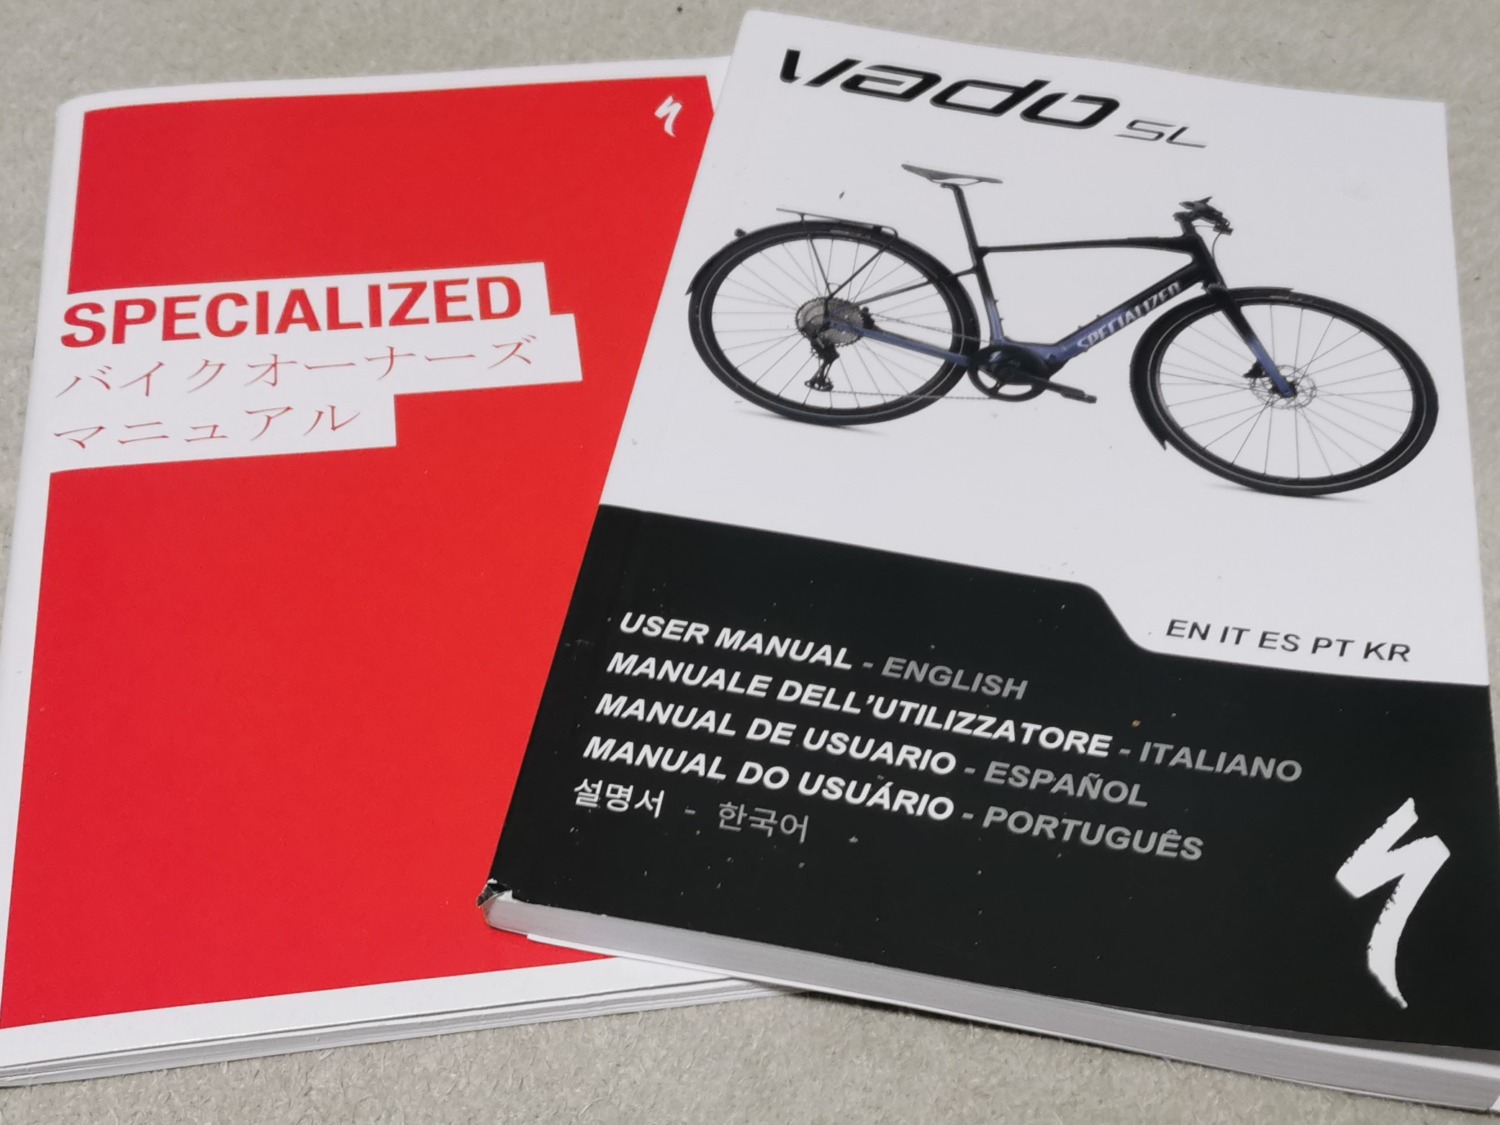 SPECIALIZED
バイクオーナーズ
マニュアル
vado SL
SPECIALIZED
EN IT ES PT KR
USER MANUAL - ENGLISH
MANUALE DELL'UTILIZZATORE - ITALIANO
MANUAL DE USUARIO - ESPAÑOL
MANUAL DO USUÁRIO - PORTUGUÊS
설명서 - 한국어